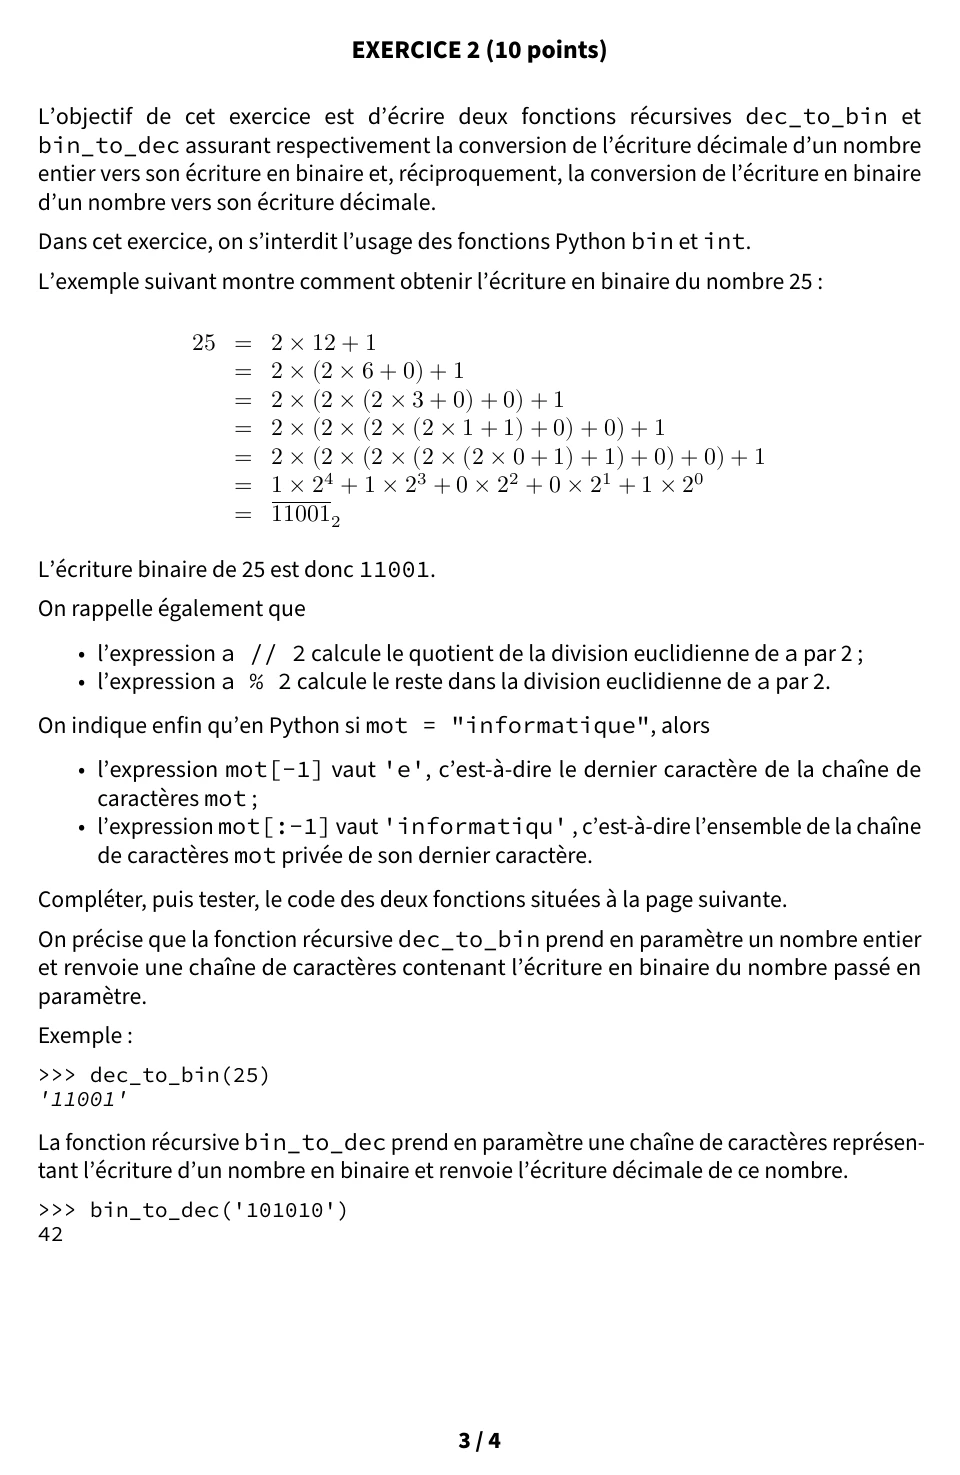 EXERCICE 2 (10 points)
L'objectif de cet exercice est d'écrire deux fonctions récursives dec_to_bin et
bin_to_dec assurant respectivement la conversion de l'écriture décimale d'un nombre
entier vers son écriture en binaire et, réciproquement, la conversion de l'écriture en binaire
d'un nombre vers son écriture décimale.
Dans cet exercice, on s'interdit l'usage des fonctions Python bin et int.
L'exemple suivant montre comment obtenir l'écriture en binaire du nombre 25 :
25 = 2 × 12 + 1
= 2 × (2 × 6 + 0) + 1
= 2 × (2 × (2 × 3 + 0) + 0) + 1
= 2 × (2 × (2 × (2 × 1 + 1) + 0) + 0) + 1
= 2 × (2 × (2 × (2 × (2 × 0 + 1) + 1) + 0) + 0) + 1
= 1 × 2⁴ + 1 × 2³ + 0 × 2² + 0 × 2¹ + 1 × 2⁰
= 1̅1̅0̅0̅1̅₂
L'écriture binaire de 25 est donc 11001.
On rappelle également que
• l'expression a // 2 calcule le quotient de la division euclidienne de a par 2 ;
• l'expression a % 2 calcule le reste dans la division euclidienne de a par 2.
On indique enfin qu'en Python si mot = "informatique", alors
• l'expression mot[-1] vaut 'e', c'est-à-dire le dernier caractère de la chaîne de
caractères mot ;
• l'expression mot[:-1] vaut 'informatiqu' , c'est-à-dire l'ensemble de la chaîne
de caractères mot privée de son dernier caractère.
Compléter, puis tester, le code des deux fonctions situées à la page suivante.
On précise que la fonction récursive dec_to_bin prend en paramètre un nombre entier
et renvoie une chaîne de caractères contenant l'écriture en binaire du nombre passé en
paramètre.
Exemple :
>>> dec_to_bin(25)
'11001'
La fonction récursive bin_to_dec prend en paramètre une chaîne de caractères représen-
tant l'écriture d'un nombre en binaire et renvoie l'écriture décimale de ce nombre.
>>> bin_to_dec('101010')
42
3 / 4